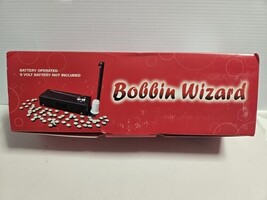 BATTERY OPERATED
9 VOLT BATTERY NOT INCLUDED
Bobbin Wizard